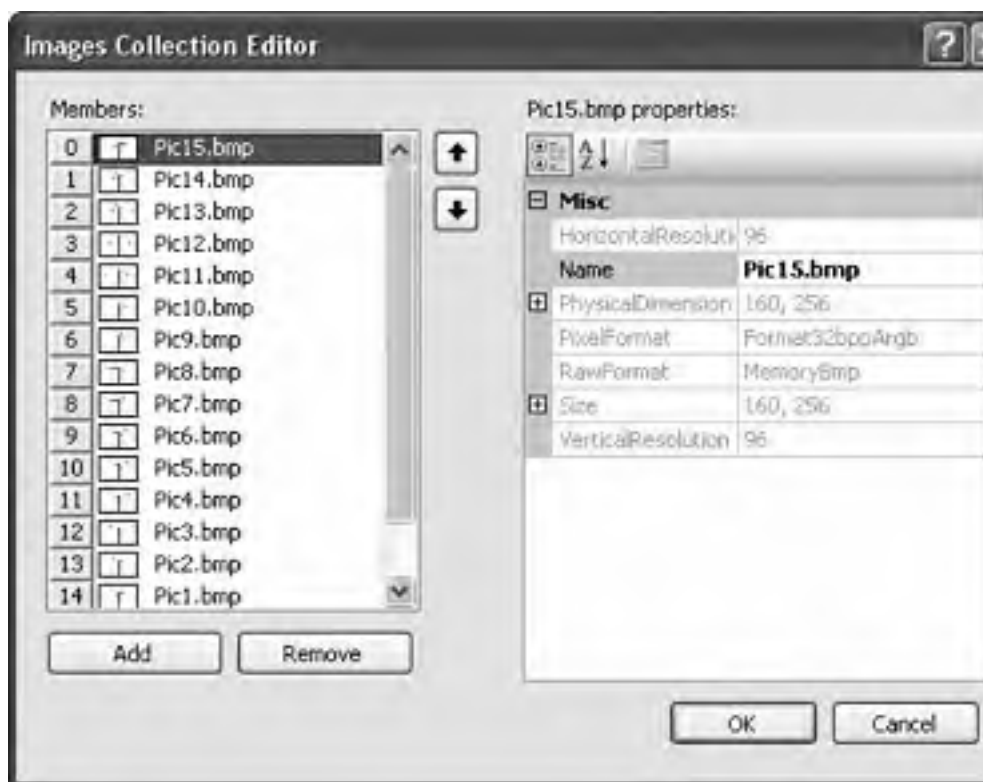 Images Collection Editor
Members:
0 Pic15.bmp
1 Pic14.bmp
2 Pic13.bmp
3 Pic12.bmp
4 Pic11.bmp
5 Pic10.bmp
6 Pic9.bmp
7 Pic8.bmp
8 Pic7.bmp
9 Pic6.bmp
10 Pic5.bmp
11 Pic4.bmp
12 Pic3.bmp
13 Pic2.bmp
14 Pic1.bmp
Add Remove
Pic15.bmp properties:
Misc
HorizontalResoluti 96
Name Pic15.bmp
PhysicalDimension 160, 256
PixelFormat Format32bppArgb
RawFormat MemoryBmp
Size 160, 256
VerticalResolution 96
OK Cancel